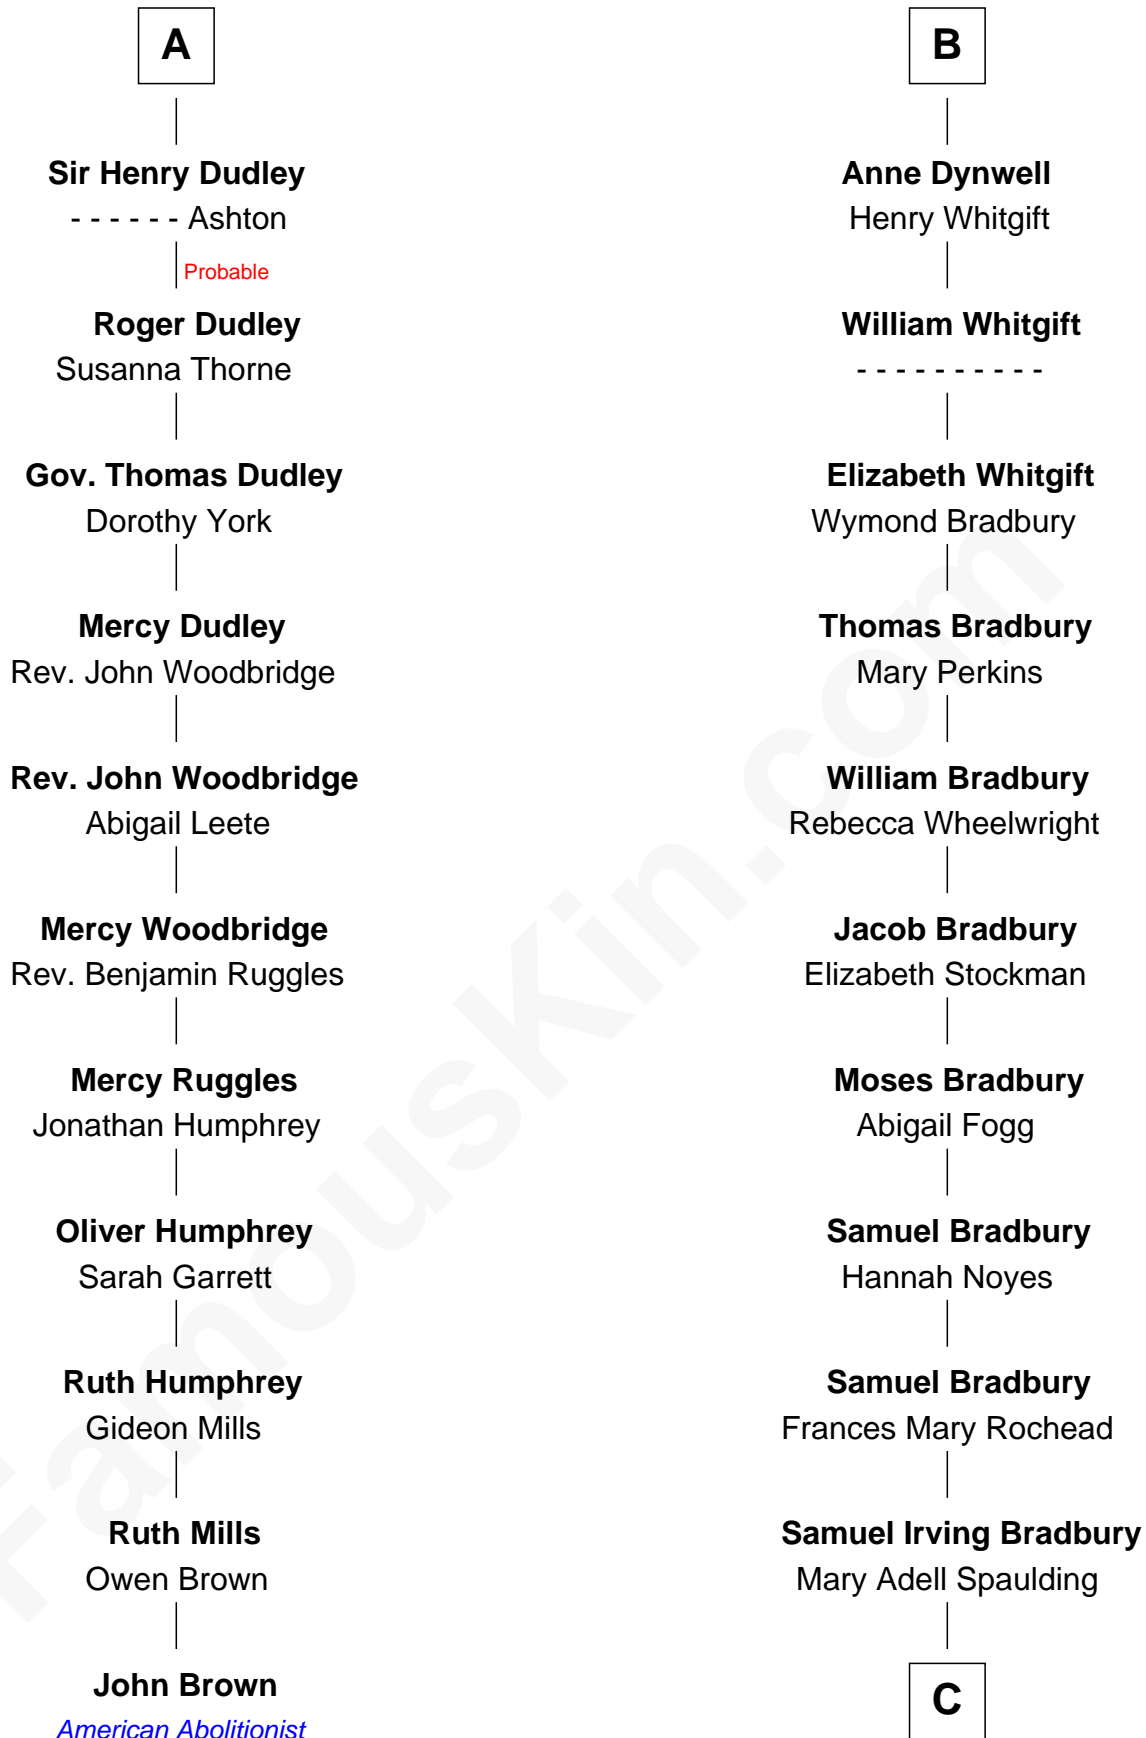 A
Sir Henry Dudley
- - - - - - Ashton
Probable
Roger Dudley
Susanna Thorne
Gov. Thomas Dudley
Dorothy York
Mercy Dudley
Rev. John Woodbridge
Rev. John Woodbridge
Abigail Leete
Mercy Woodbridge
Rev. Benjamin Ruggles
Mercy Ruggles
Jonathan Humphrey
Oliver Humphrey
Sarah Garrett
Ruth Humphrey
Gideon Mills
Ruth Mills
Owen Brown
John Brown
American Abolitionist
B
Anne Dynwell
Henry Whitgift
William Whitgift
- - - - - - - - - -
Elizabeth Whitgift
Wymond Bradbury
Thomas Bradbury
Mary Perkins
William Bradbury
Rebecca Wheelwright
Jacob Bradbury
Elizabeth Stockman
Moses Bradbury
Abigail Fogg
Samuel Bradbury
Hannah Noyes
Samuel Bradbury
Frances Mary Rochead
Samuel Irving Bradbury
Mary Adell Spaulding
C
FamousKin.com